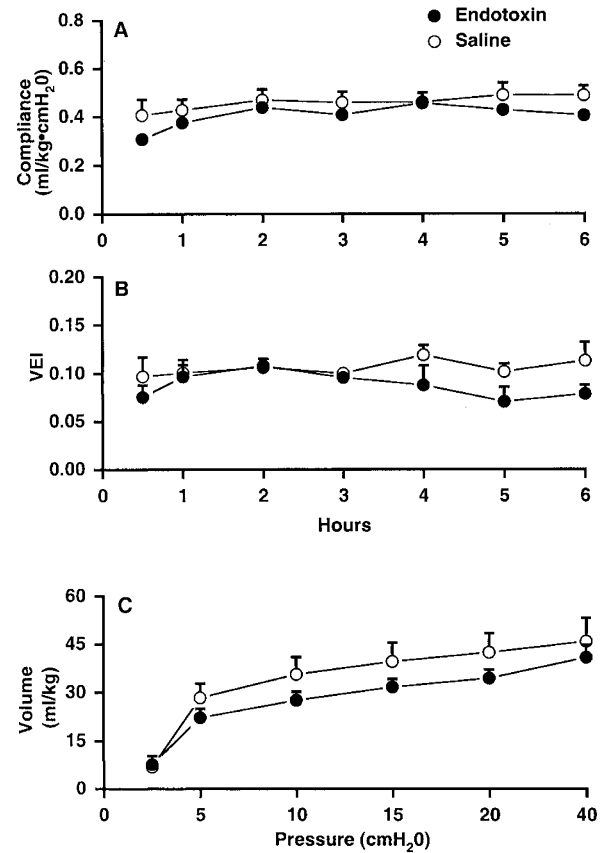 Endotoxin
Saline
A
Compliance
(ml/kg•cmH₂0)
0.8
0.6
0.4
0.2
0.0
0 1 2 3 4 5 6
B
VEI
0.20
0.15
0.10
0.05
0.00
0 1 2 3 4 5 6
Hours
C
Volume
(ml/kg)
60
45
30
15
0
0 5 10 15 20 40
Pressure (cmH₂0)